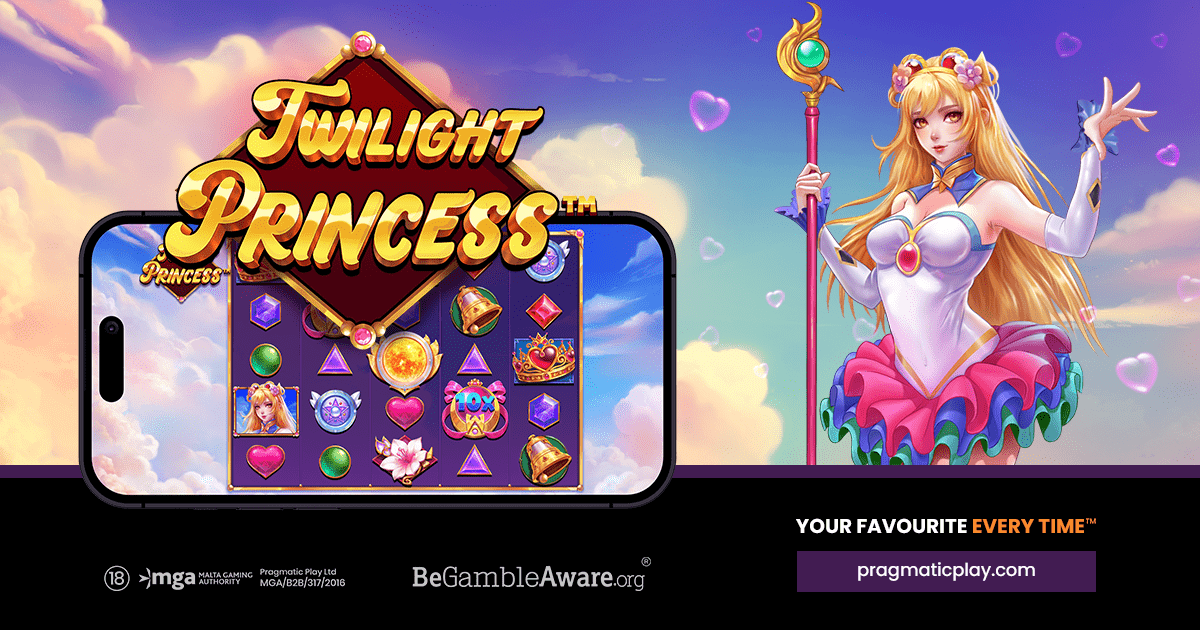 TWILIGHT
PRINCESS™
PRINCESS™
10x
YOUR FAVOURITE EVERY TIME™
pragmaticplay.com
18
mga MALTA GAMING
AUTHORITY
Pragmatic Play Ltd
MGA/B2B/317/2016
BeGambleAware.org®